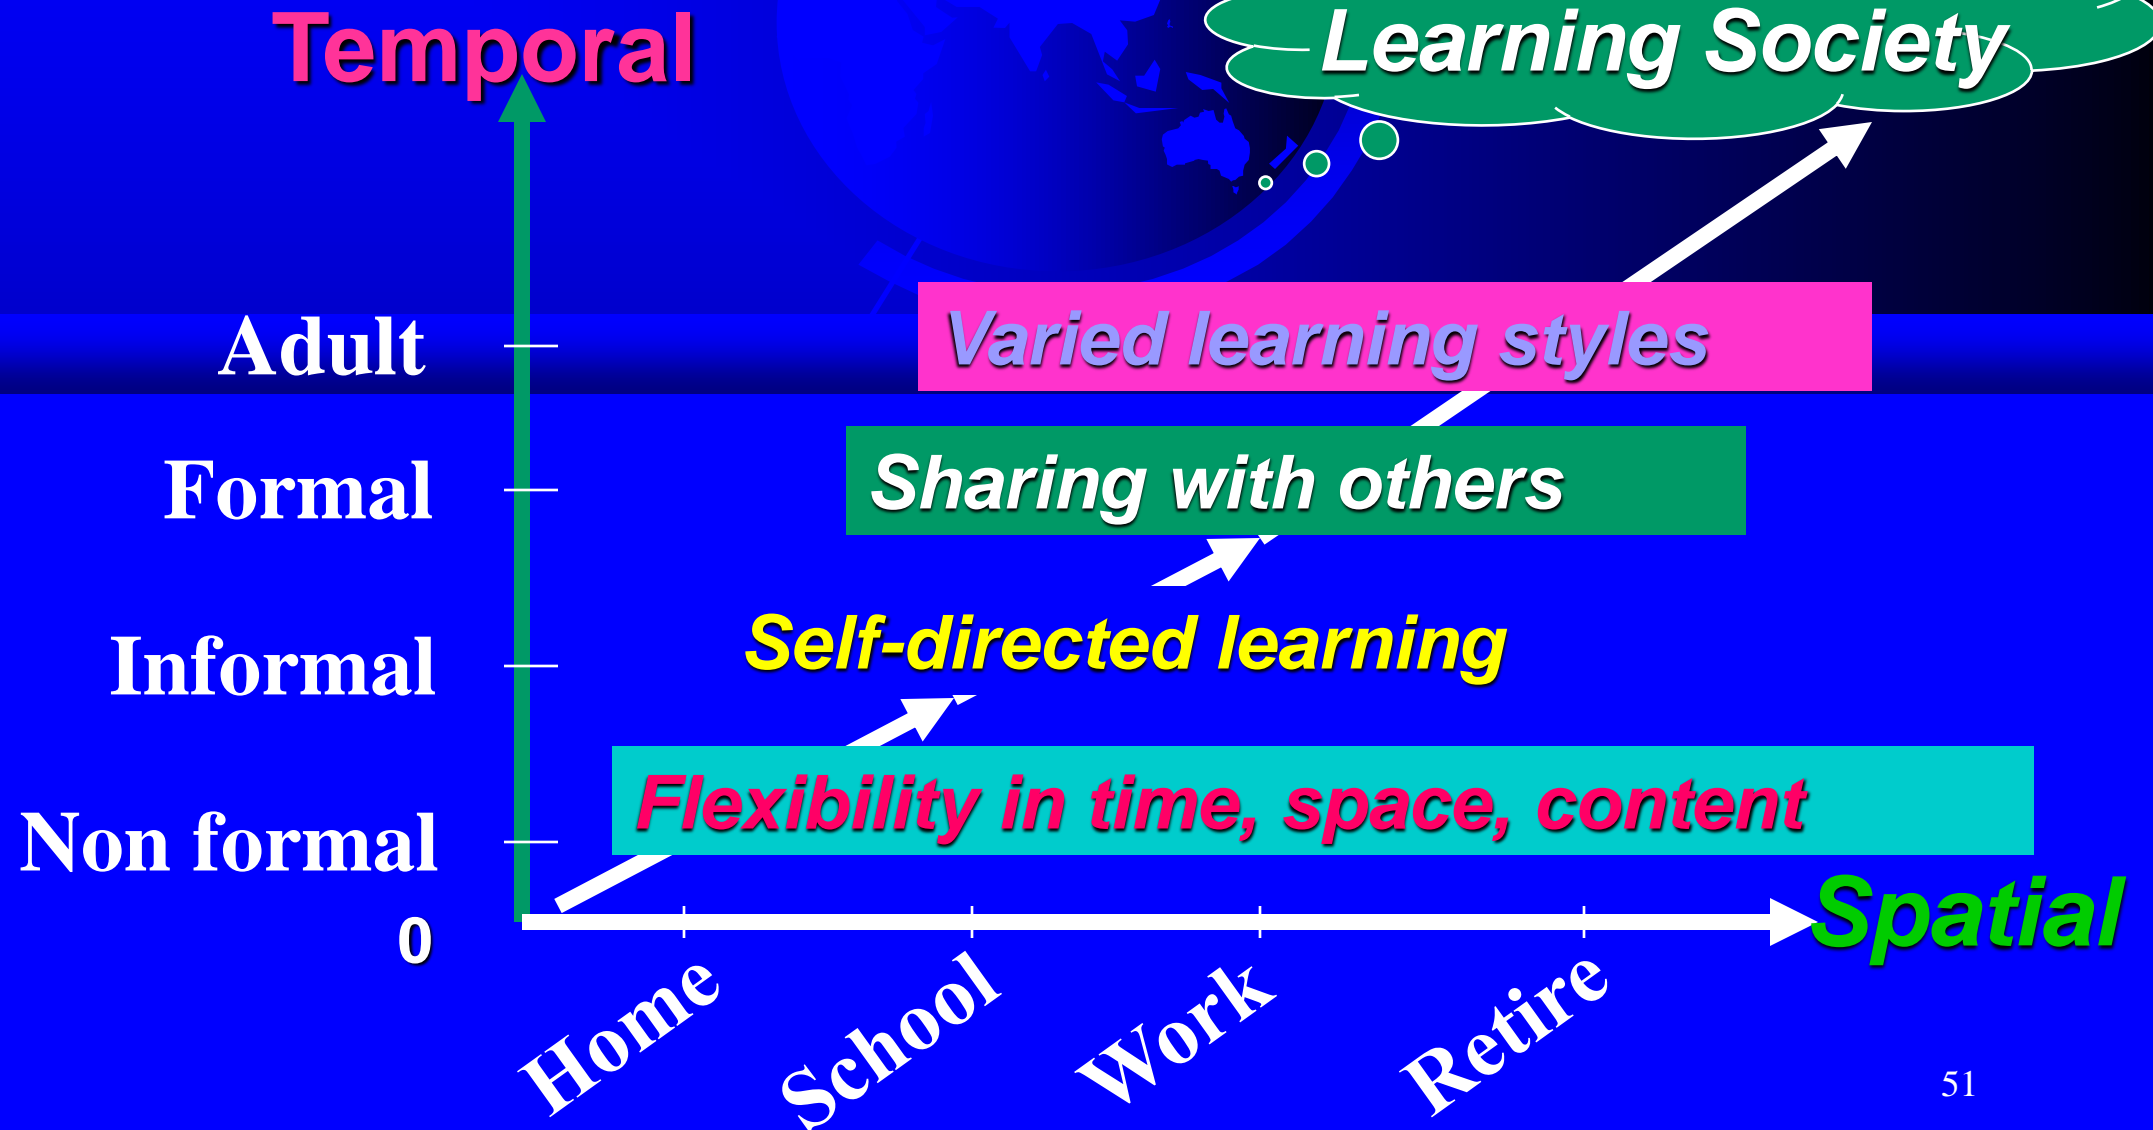 Temporal
Learning Society
Adult
Varied learning styles
Formal
Sharing with others
Informal
Self-directed learning
Non formal
Flexibility in time, space, content
0
Spatial
Home
School
Work
Retire
51